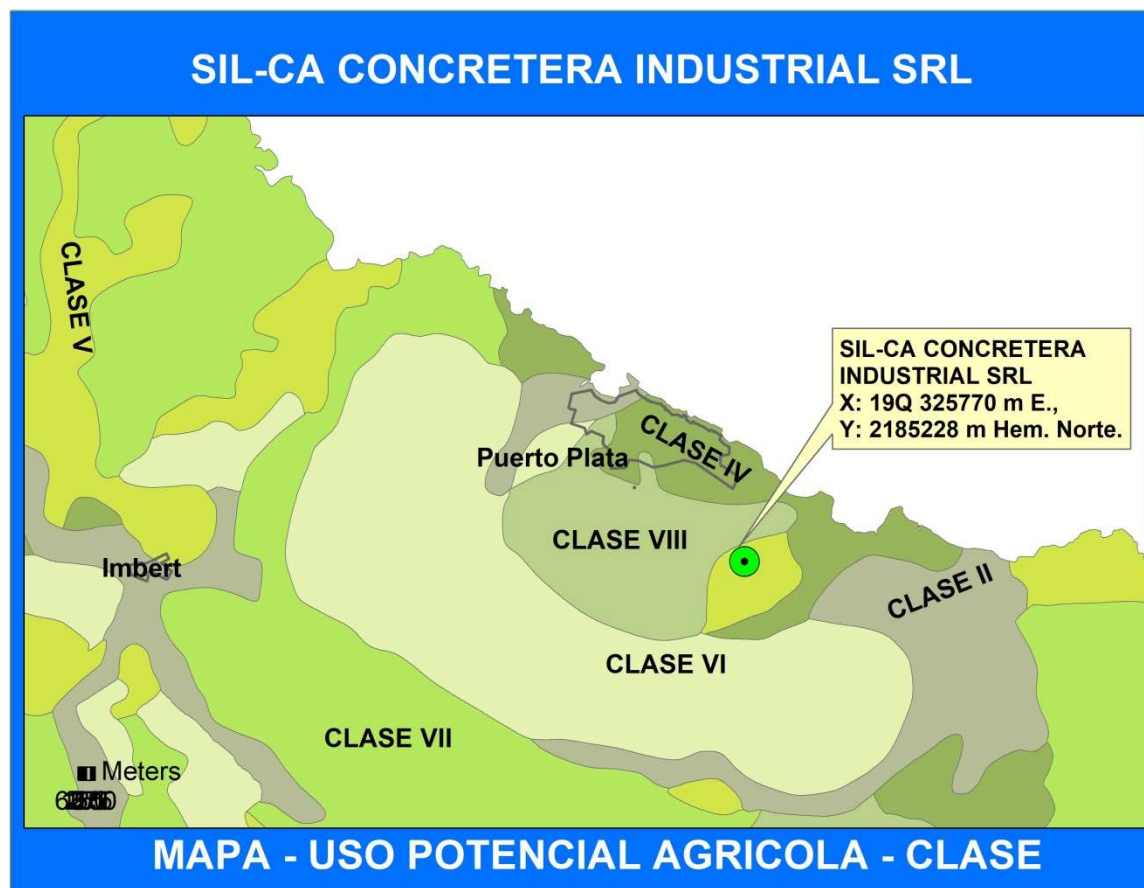 SIL-CA CONCRETERA INDUSTRIAL SRL
CLASE V
SIL-CA CONCRETERA
INDUSTRIAL SRL
X: 19Q 325770 m E.,
Y: 2185228 m Hem. Norte.
Puerto Plata
CLASE IV
CLASE VIII
Imbert
CLASE II
CLASE VI
CLASE VII
Meters
MAPA - USO POTENCIAL AGRICOLA - CLASE